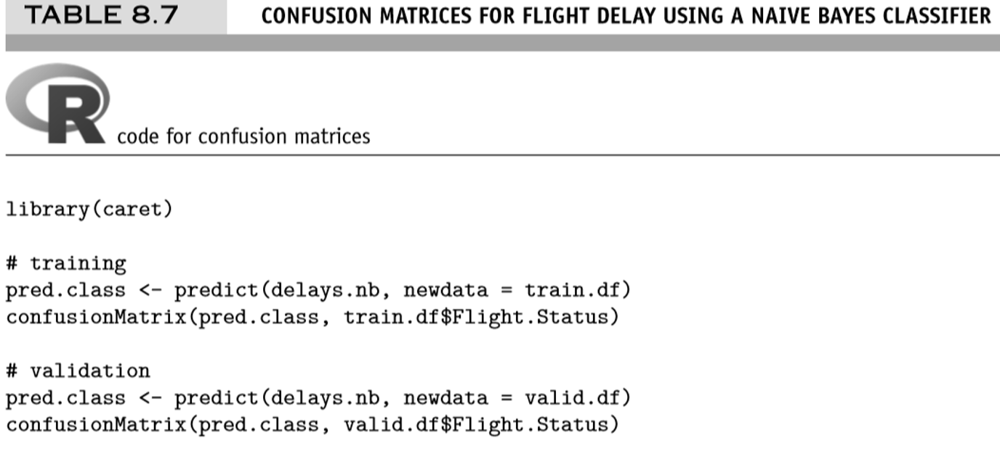 TABLE 8.7 CONFUSION MATRICES FOR FLIGHT DELAY USING A NAIVE BAYES CLASSIFIER
R code for confusion matrices
library(caret)
# training
pred.class <- predict(delays.nb, newdata = train.df)
confusionMatrix(pred.class, train.df$Flight.Status)
# validation
pred.class <- predict(delays.nb, newdata = valid.df)
confusionMatrix(pred.class, valid.df$Flight.Status)